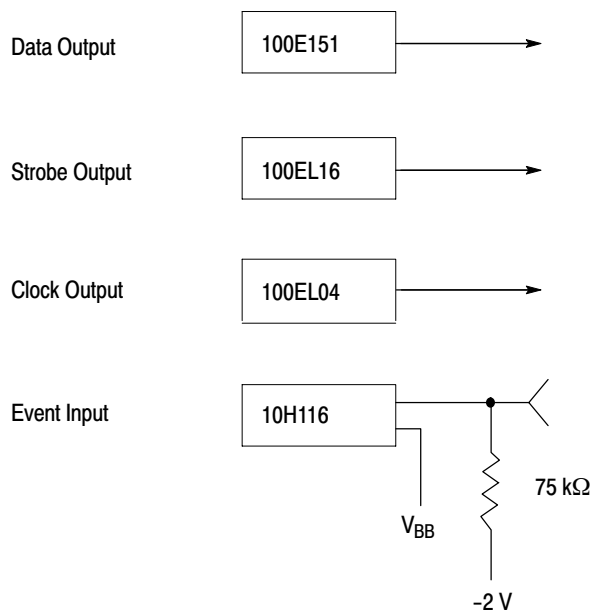 Data Output
100E151
Strobe Output
100EL16
Clock Output
100EL04
Event Input
10H116
75 kΩ
VBB
-2 V